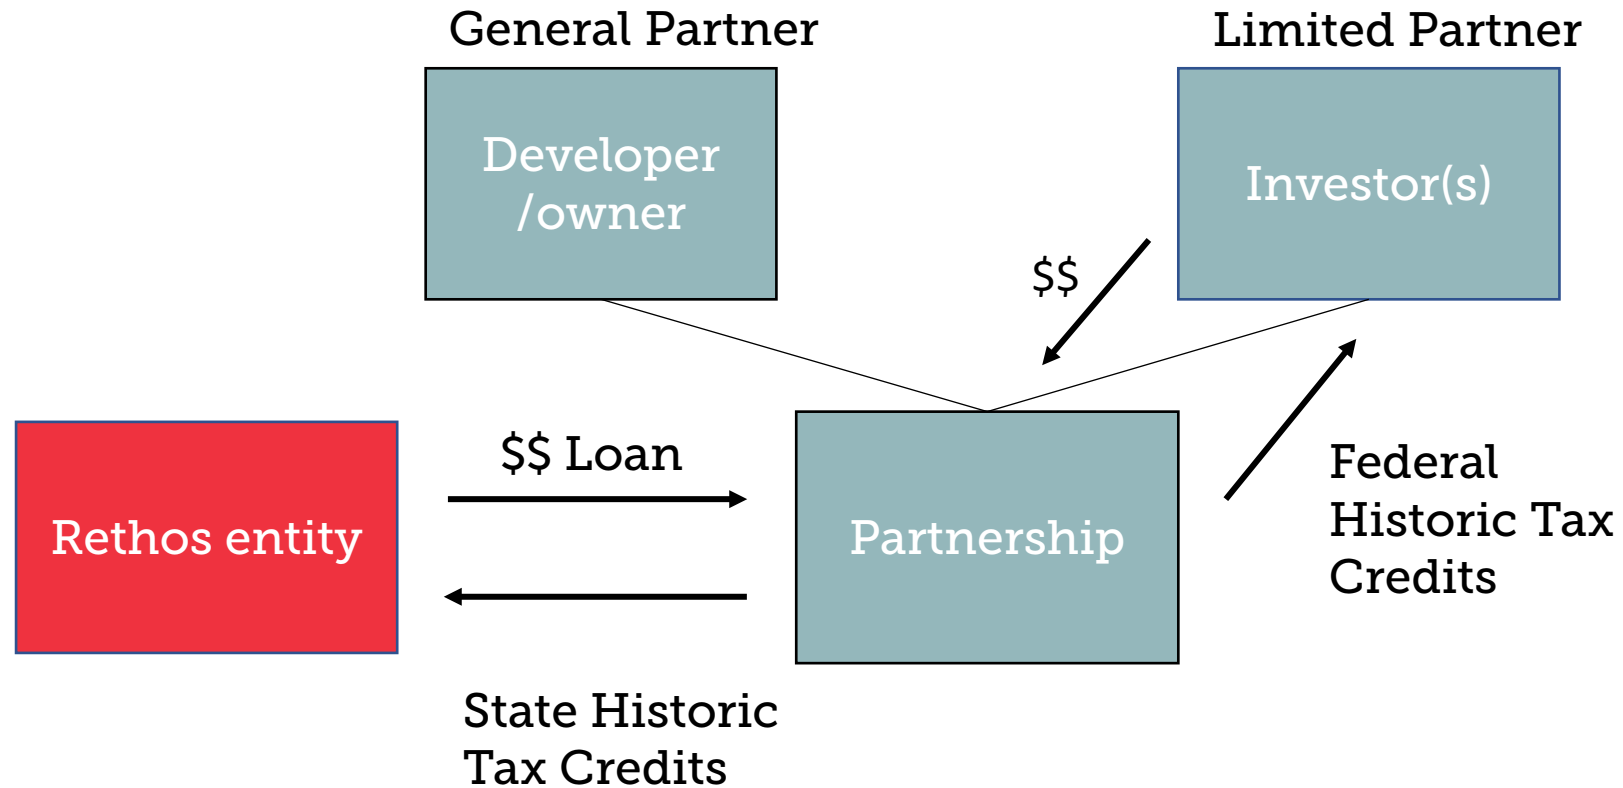 General Partner
Limited Partner
Developer
/owner
Investor(s)
$$
$$ Loan
Rethos entity
Partnership
Federal
Historic Tax
Credits
State Historic
Tax Credits